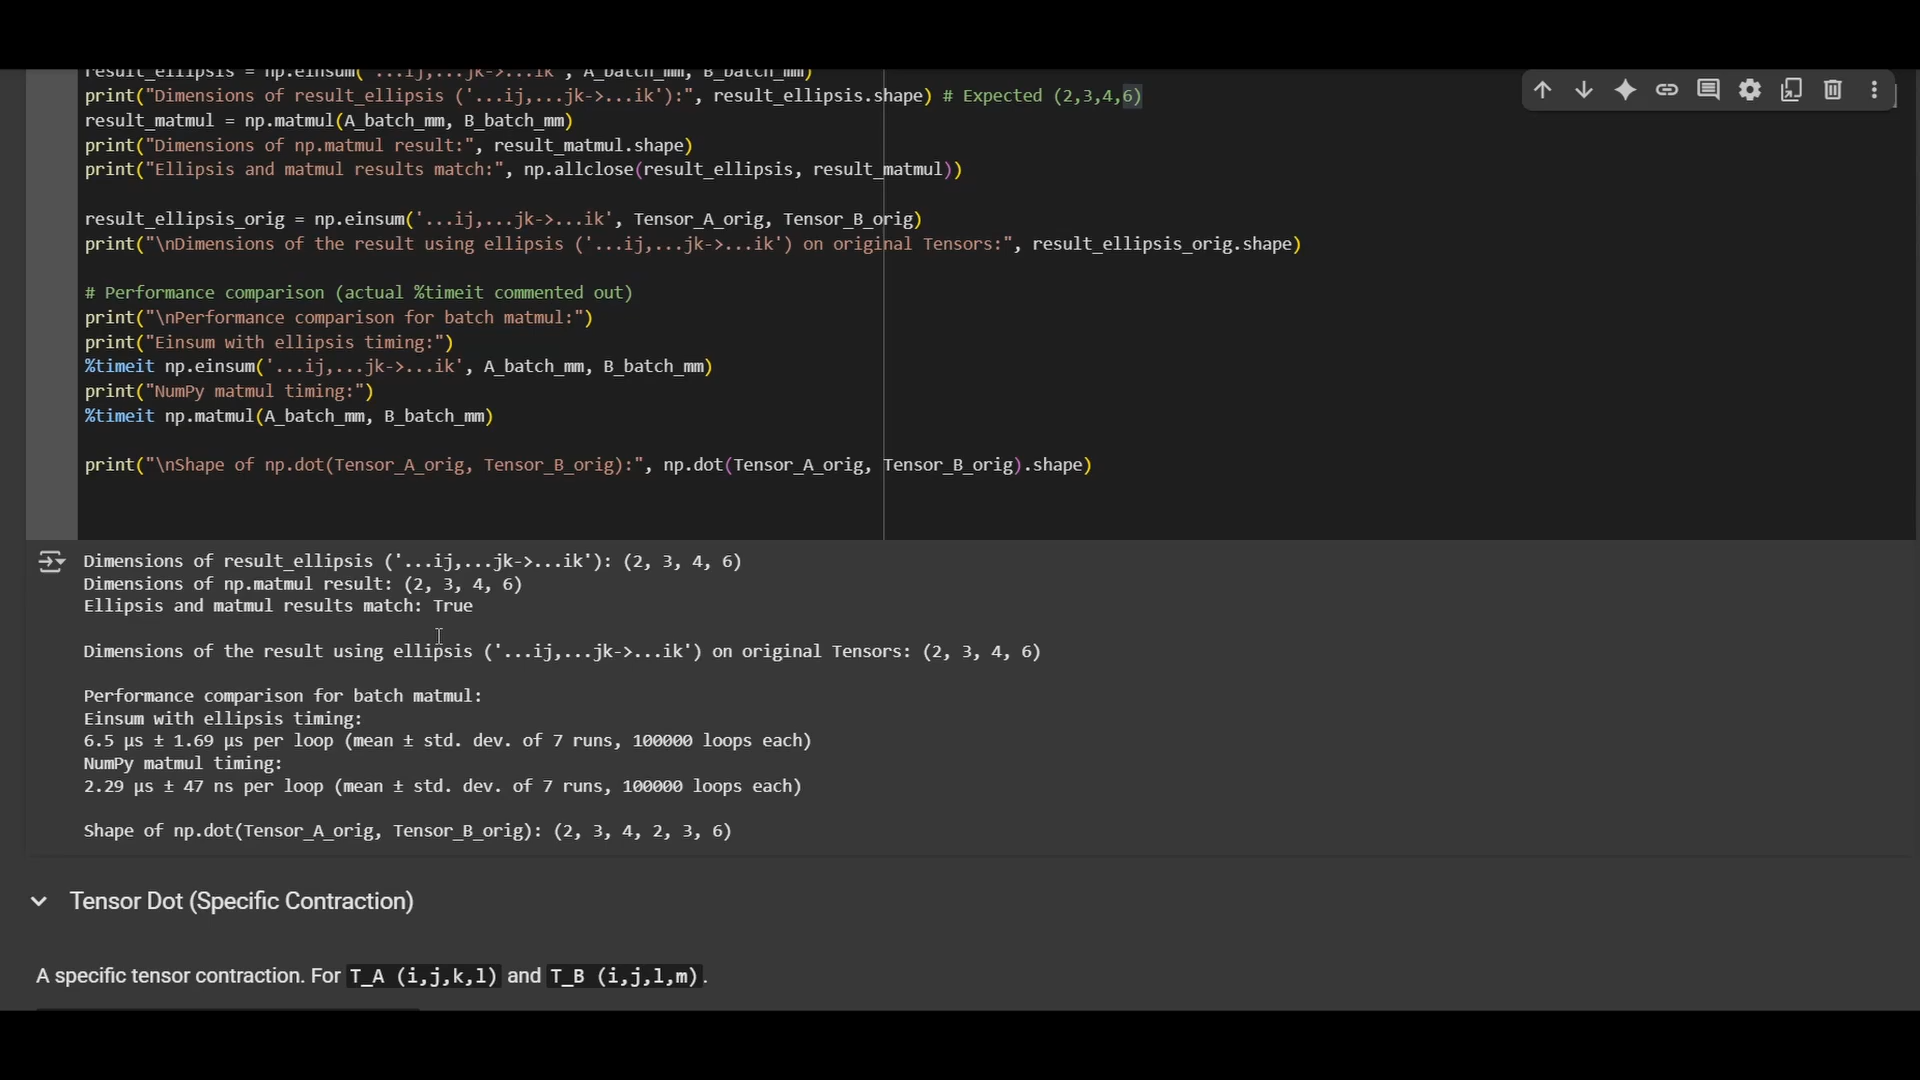 result_ellipsis = np.einsum('...ij,...jk->...ik', A_batch_mm, B_batch_mm)
print("Dimensions of result_ellipsis ('...ij,...jk->...ik'):", result_ellipsis.shape) # Expected (2,3,4,6)
result_matmul = np.matmul(A_batch_mm, B_batch_mm)
print("Dimensions of np.matmul result:", result_matmul.shape)
print("Ellipsis and matmul results match:", np.allclose(result_ellipsis, result_matmul))
result_ellipsis_orig = np.einsum('...ij,...jk->...ik', Tensor_A_orig, Tensor_B_orig)
print("\nDimensions of the result using ellipsis ('...ij,...jk->...ik') on original Tensors:", result_ellipsis_orig.shape)
# Performance comparison (actual %timeit commented out)
print("\nPerformance comparison for batch matmul:")
print("Einsum with ellipsis timing:")
%timeit np.einsum('...ij,...jk->...ik', A_batch_mm, B_batch_mm)
print("NumPy matmul timing:")
%timeit np.matmul(A_batch_mm, B_batch_mm)
print("\nShape of np.dot(Tensor_A_orig, Tensor_B_orig):", np.dot(Tensor_A_orig, Tensor_B_orig).shape)
Dimensions of result_ellipsis ('...ij,...jk->...ik'): (2, 3, 4, 6)
Dimensions of np.matmul result: (2, 3, 4, 6)
Ellipsis and matmul results match: True
Dimensions of the result using ellipsis ('...ij,...jk->...ik') on original Tensors: (2, 3, 4, 6)
Performance comparison for batch matmul:
Einsum with ellipsis timing:
6.5 µs ± 1.69 µs per loop (mean ± std. dev. of 7 runs, 100000 loops each)
NumPy matmul timing:
2.29 µs ± 47 ns per loop (mean ± std. dev. of 7 runs, 100000 loops each)
Shape of np.dot(Tensor_A_orig, Tensor_B_orig): (2, 3, 4, 2, 3, 6)
Tensor Dot (Specific Contraction)
A specific tensor contraction. For T_A (i,j,k,l) and T_B (i,j,l,m).